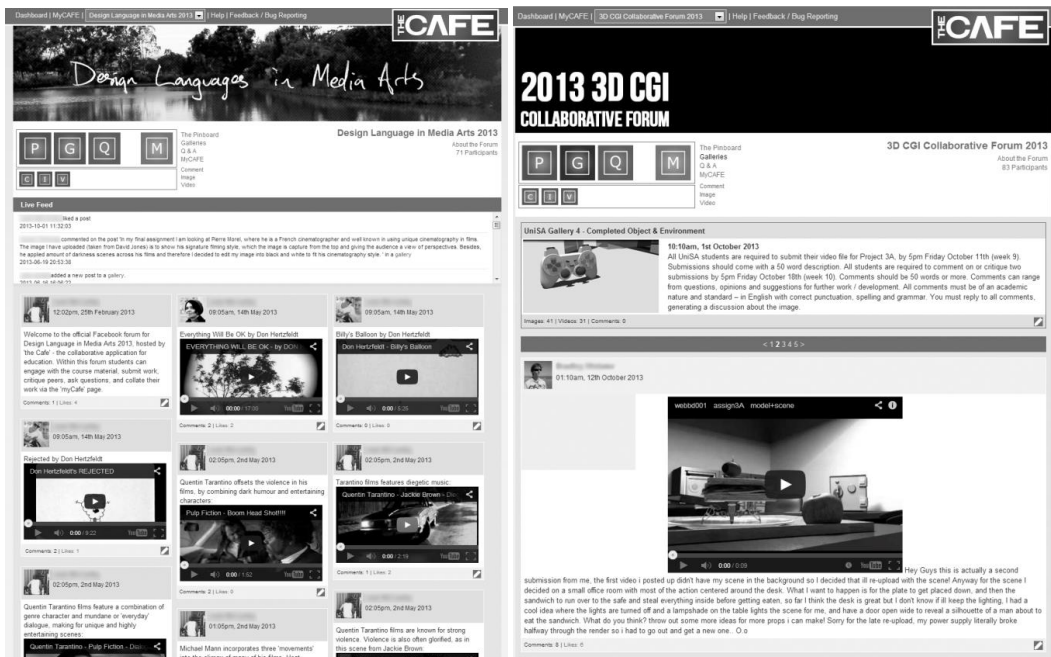 Dashboard | MyCAFE | Design Language in Media Arts 2013 | Help | Feedback / Bug Reporting
THE CAFE
Design Languages in Media Arts
P G Q M
C I V
The Pinboard
Galleries
Q & A
MyCAFE
Comment
Image
Video
Design Language in Media Arts 2013
About the Forum
71 Participants
Live Feed
liked a post
2013-10-01 11:32:03
commented on the post 'In my final assignment I am looking at Pierre Morel, where he is a French cinematographer and well known in using unique cinematography in films.
The image I have uploaded (taken from David Jones) is to show his signature filming style, which the image is capture from the top and giving the audience a view of perspectives. Besides,
he applied amount of darkness scenes across his films and therefore i decided to edit my image into black and white to fit his cinematography style. ' in a gallery
2013-06-19 20:53:38
added a new post to a gallery.
12:02pm, 25th February 2013
Welcome to the official Facebook forum for
Design Language in Media Arts 2013, hosted by
'the Cafe' - the collaborative application for
education. Within this forum students can
engage with the course material, submit work,
critique peers, ask questions, and collate their
work via the 'myCafe' page.
Comments: 1 | Likes: 4
09:05am, 14th May 2013
Rejected by Don Hertzfeldt
Don Hertzfeldt's REJECTED
0:00 / 9:22 YouTube
Comments: 2 | Likes: 1
02:05pm, 2nd May 2013
Quentin Tarantino films feature a combination of
genre character and mundane or 'everyday'
dialogue, making for unique and highly
entertaining scenes:
Quentin Tarantino - Pulp Fiction -
09:05am, 14th May 2013
Everything Will Be OK by Don Hertzfeldt
EVERYTHING WILL BE OK - by DON
00:00 / 17:00 YouTube
Comments: 2 | Likes: 2
02:05pm, 2nd May 2013
Quentin Tarantino offsets the violence in his
films, by combining dark humour and entertaining
characters:
Pulp Fiction - Boom Head Shot!!!!
0:00 / 1:52 YouTube
Comments: 2 | Likes: 2
01:05pm, 2nd May 2013
Michael Mann incorporates three 'movements'
09:05am, 14th May 2013
Billy's Balloon by Don Hertzfeldt
Don Hertzfeldt - Billy's Balloon
0:00 / 5:25 YouTube
Comments: 0 | Likes: 0
02:05pm, 2nd May 2013
Tarantino films features diegetic music:
Quentin Tarantino - Jackie Brown -
0:00 / 2:19 YouTube
Comments: 1 | Likes: 2
02:05pm, 2nd May 2013
Quentin Tarantino films are known for strong
violence. Violence is also often glorified, as in
this scene from Jackie Brown:
Dashboard | MyCAFE | 3D CGI Collaborative Forum 2013 | Help | Feedback / Bug Reporting
THE CAFE
2013 3D CGI
COLLABORATIVE FORUM
P G Q M
C I V
The Pinboard
Galleries
Q & A
MyCAFE
Comment
Image
Video
3D CGI Collaborative Forum 2013
About the Forum
83 Participants
UniSA Gallery 4 - Completed Object & Environment
10:10am, 1st October 2013
All UniSA students are required to submit their video file for Project 3A, by 5pm Friday October 11th (week 9).
Submissions should come with a 50 word description. All students are required to comment on or critique two
submissions by 5pm Friday October 18th (week 10). Comments should be 50 words or more. Comments can range
from questions, opinions and suggestions for further work / development. All comments must be of an academic
nature and standard – in English with correct punctuation, spelling and grammar. You must reply to all comments,
generating a discussion about the image.
Images: 41 | Videos: 31 | Comments: 0
< 1 2 3 4 5 >
01:10am, 12th October 2013
webbd001 assign3A model+scene
0:00 / 0:09 YouTube
Hey Guys this is actually a second
submission from me, the first video i posted up didn't have my scene in the background so I decided that ill re-upload with the scene! Anyway for the scene I
decided on a small office room with most of the action centered around the desk. What I want to happen is for the plate to get placed down, and then the
sandwich to run over to the safe and steal everything inside before getting eaten, so far I think the desk is great but I don't know if ill keep the lighting, I had a
cool idea where the lights are turned off and a lampshade on the table lights the scene for me, and have a door open wide to reveal a silhouette of a man about to
eat the sandwich. What do you think? throw out some more ideas for more props i can make! Sorry for the late re-upload, my power supply literally broke
halfway through the render so i had to go out and get a new one.. O.o
Comments: 8 | Likes: 6